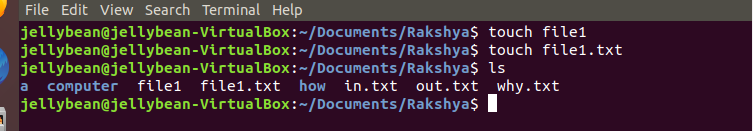 File Edit View Search Terminal Help
jellybean@jellybean-VirtualBox:~/Documents/Rakshya$ touch file1
jellybean@jellybean-VirtualBox:~/Documents/Rakshya$ touch file1.txt
jellybean@jellybean-VirtualBox:~/Documents/Rakshya$ ls
a computer file1 file1.txt how in.txt out.txt why.txt
jellybean@jellybean-VirtualBox:~/Documents/Rakshya$